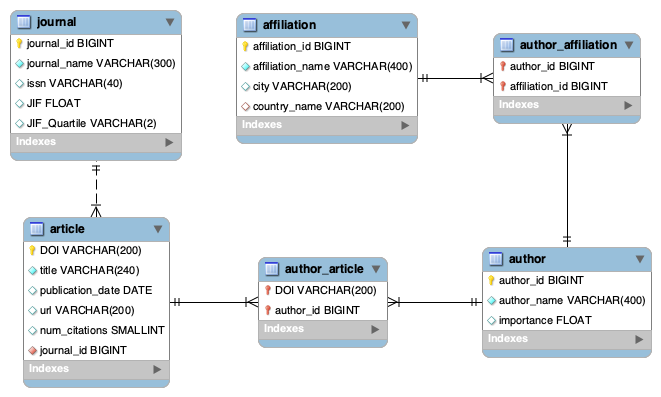 journal
journal_id BIGINT
journal_name VARCHAR(300)
issn VARCHAR(40)
JIF FLOAT
JIF_Quartile VARCHAR(2)
Indexes
affiliation
affiliation_id BIGINT
affiliation_name VARCHAR(400)
city VARCHAR(200)
country_name VARCHAR(200)
Indexes
author_affiliation
author_id BIGINT
affiliation_id BIGINT
Indexes
article
DOI VARCHAR(200)
title VARCHAR(240)
publication_date DATE
url VARCHAR(200)
num_citations SMALLINT
journal_id BIGINT
Indexes
author_article
DOI VARCHAR(200)
author_id BIGINT
Indexes
author
author_id BIGINT
author_name VARCHAR(400)
importance FLOAT
Indexes